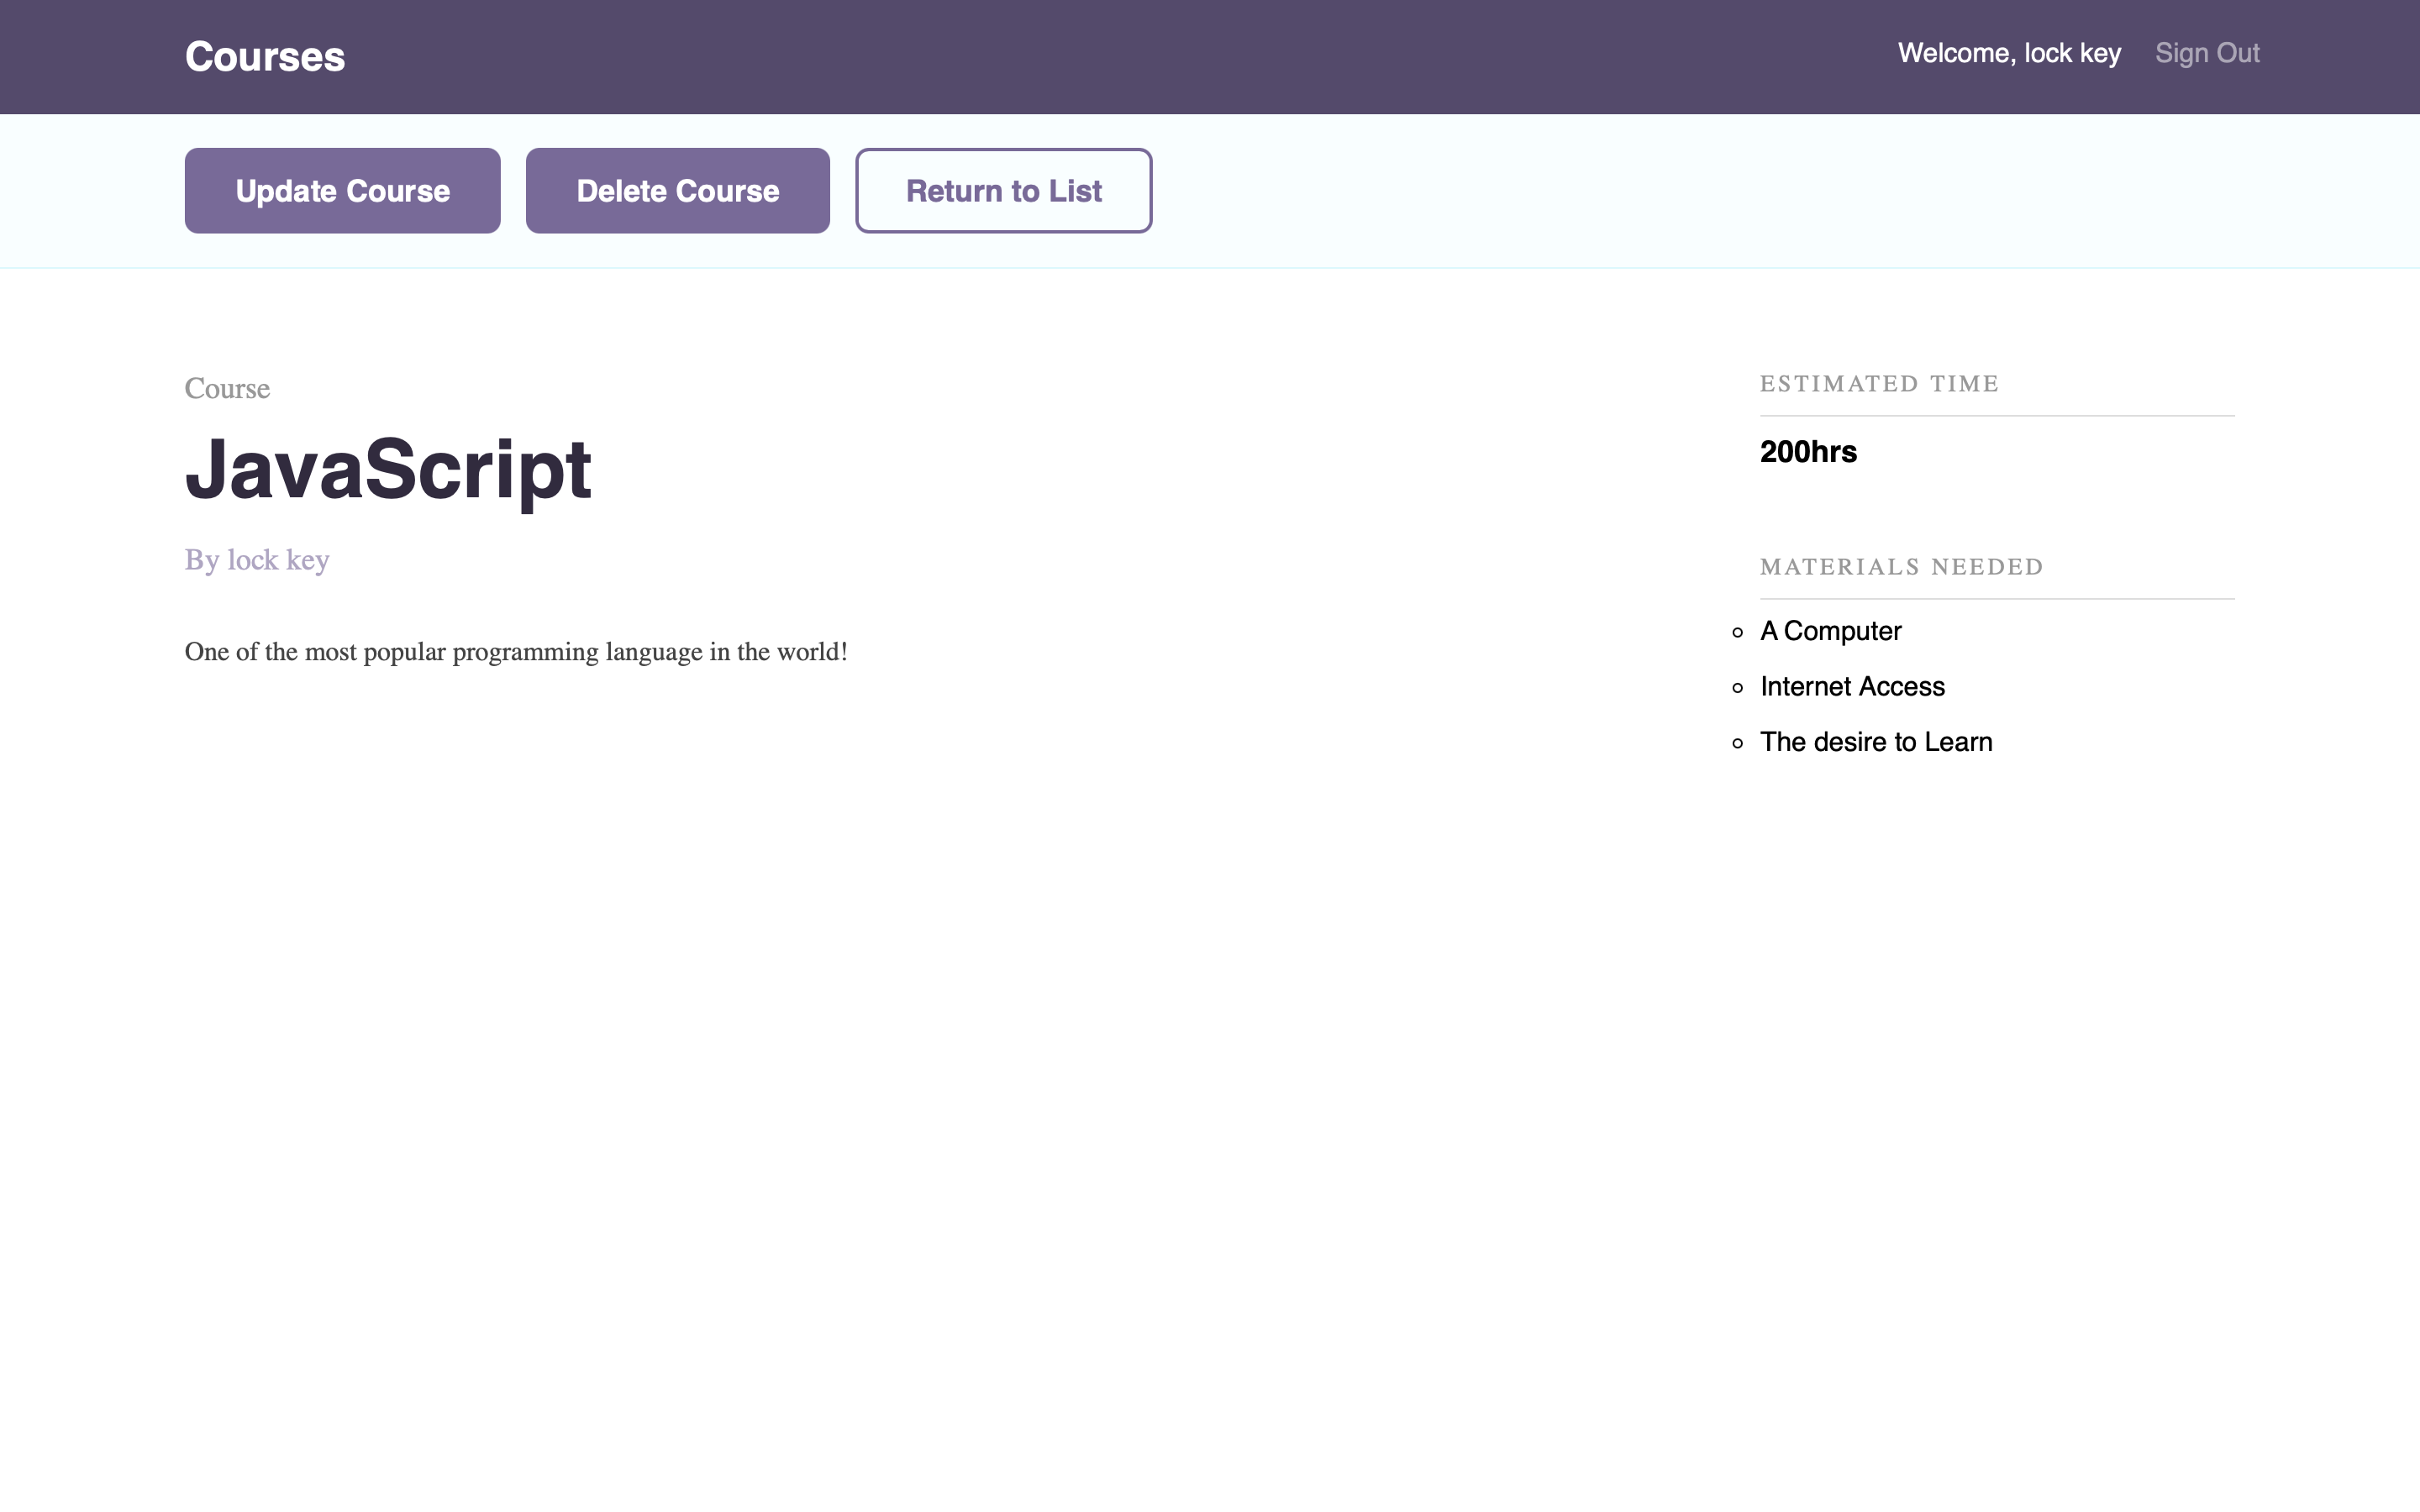 Courses
Welcome, lock key Sign Out
Update Course Delete Course Return to List
Course
JavaScript
By lock key
One of the most popular programming language in the world!
ESTIMATED TIME
200hrs
MATERIALS NEEDED
A Computer
Internet Access
The desire to Learn